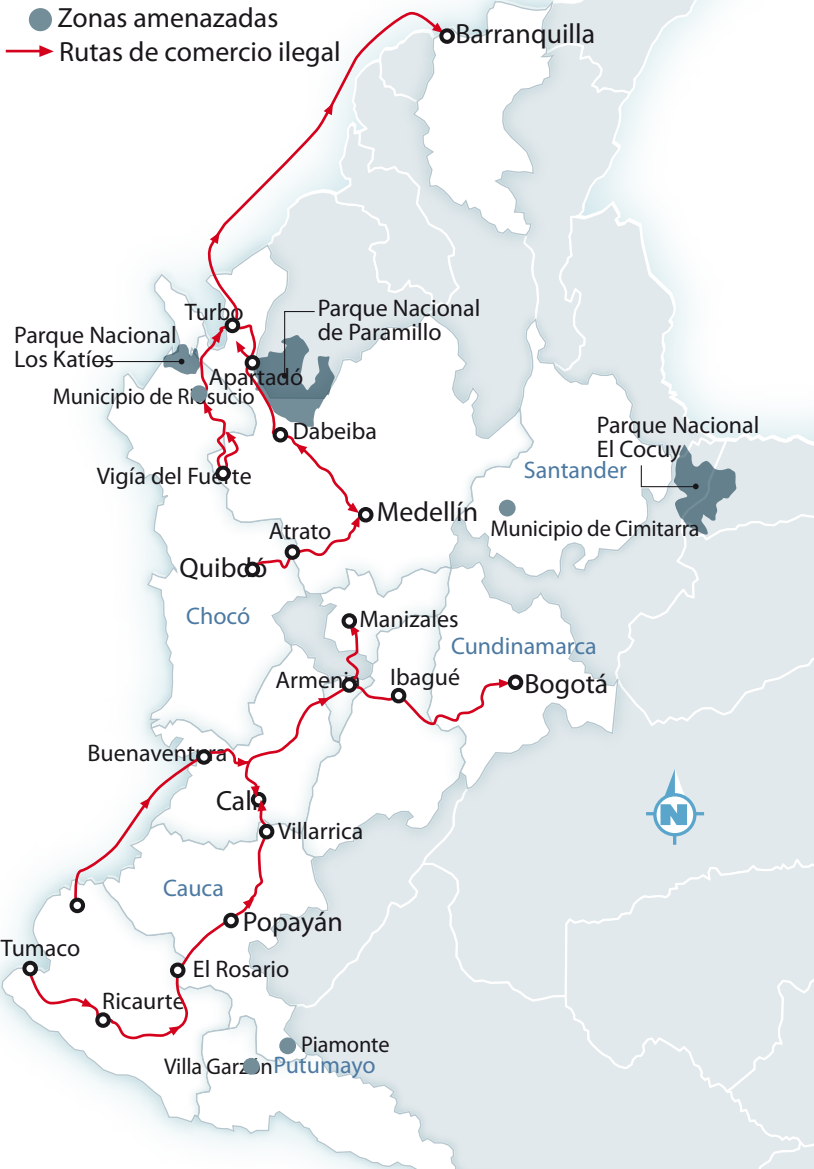 Zonas amenazadas
Rutas de comercio ilegal
Barranquilla
Turbo
Parque Nacional
de Paramillo
Parque Nacional
Los Katíos
Apartadó
Municipio de Riosucio
Dabeiba
Parque Nacional
El Cocuy
Santander
Vigía del Fuerte
Medellín
Municipio de Cimitarra
Atrato
Quibdó
Chocó
Manizales
Cundinamarca
Armenia
Ibagué
Bogotá
Buenaventura
Cali
N
Villarrica
Cauca
Popayán
Tumaco
El Rosario
Ricaurte
Piamonte
Villa Garzón
Putumayo